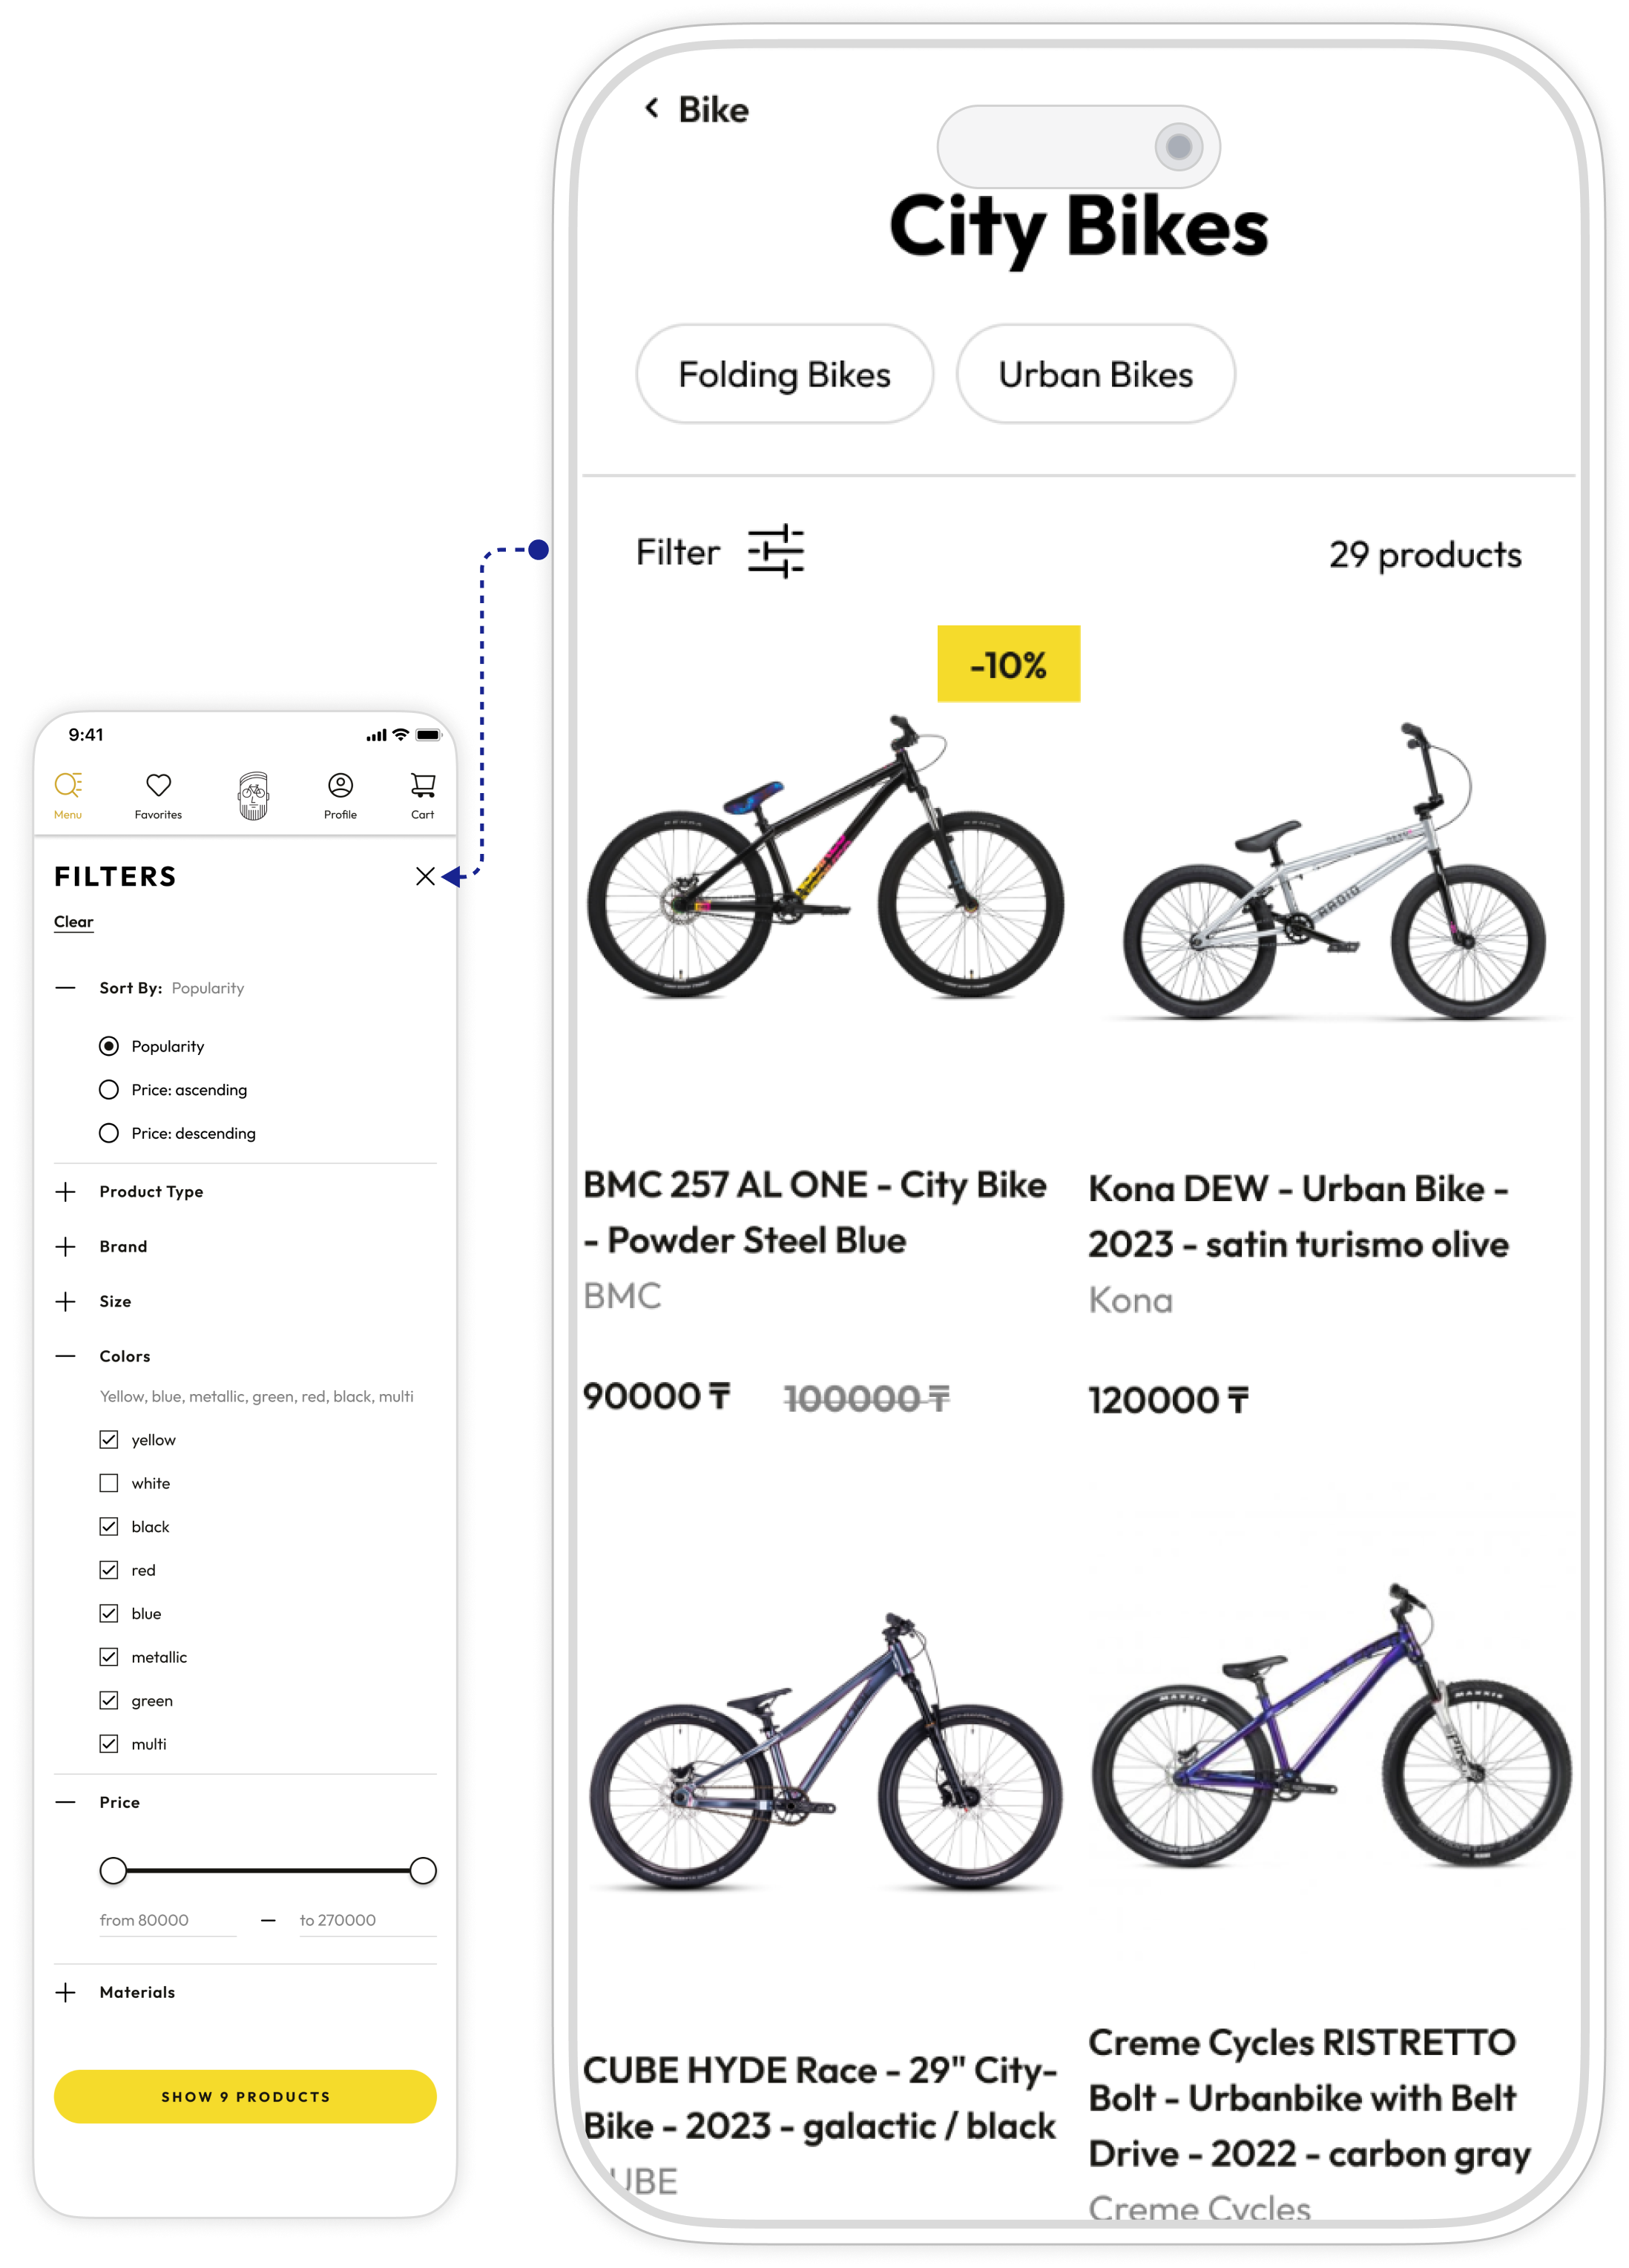 9:41
Menu
Favorites
Profile
Cart
FILTERS
Clear
Sort By: Popularity
Popularity
Price: ascending
Price: descending
Product Type
Brand
Size
Colors
Yellow, blue, metallic, green, red, black, multi
yellow
white
black
red
blue
metallic
green
multi
Price
from 80000 – to 270000
Materials
SHOW 9 PRODUCTS
Bike
City Bikes
Folding Bikes
Urban Bikes
Filter
29 products
-10%
RADIO
BMC 257 AL ONE - City Bike
- Powder Steel Blue
BMC
90000 ₸ 100000 ₸
Kona DEW - Urban Bike -
2023 - satin turismo olive
Kona
120000 ₸
MAXXIS
MAXXIS
CUBE HYDE Race - 29" City-
Bike - 2023 - galactic / black
UBE
Creme Cycles RISTRETTO
Bolt - Urbanbike with Belt
Drive - 2022 - carbon gray
Creme Cycles